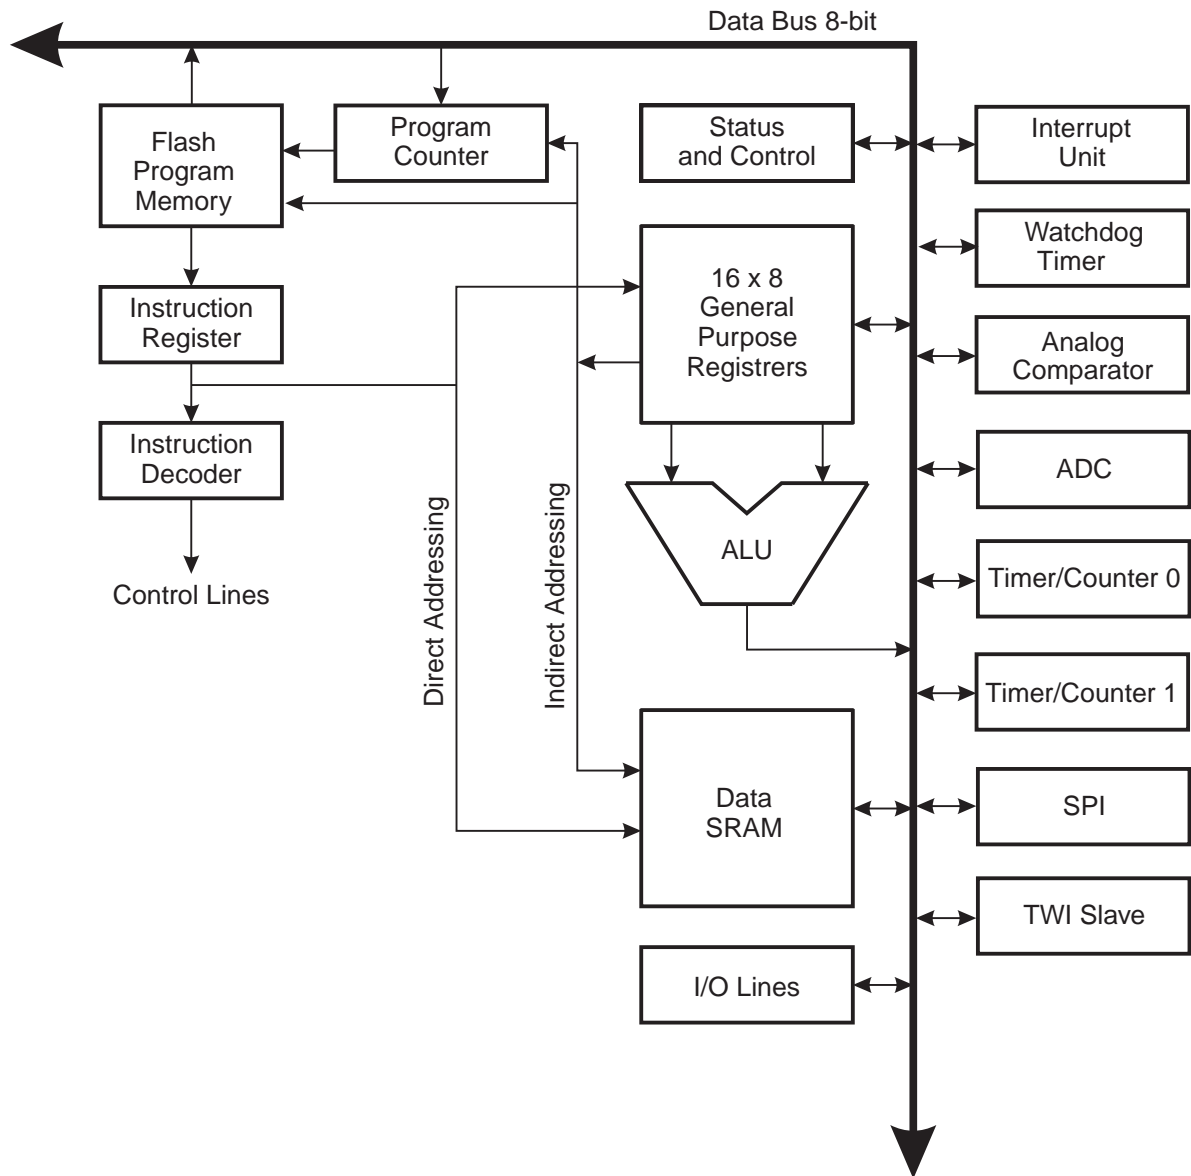 Data Bus 8-bit
Flash
Program
Memory
Program
Counter
Status
and Control
Interrupt
Unit
Watchdog
Timer
Instruction
Register
16 x 8
General
Purpose
Registrers
Analog
Comparator
Instruction
Decoder
ADC
Direct Addressing
Indirect Addressing
ALU
Control Lines
Timer/Counter 0
Timer/Counter 1
Data
SRAM
SPI
TWI Slave
I/O Lines